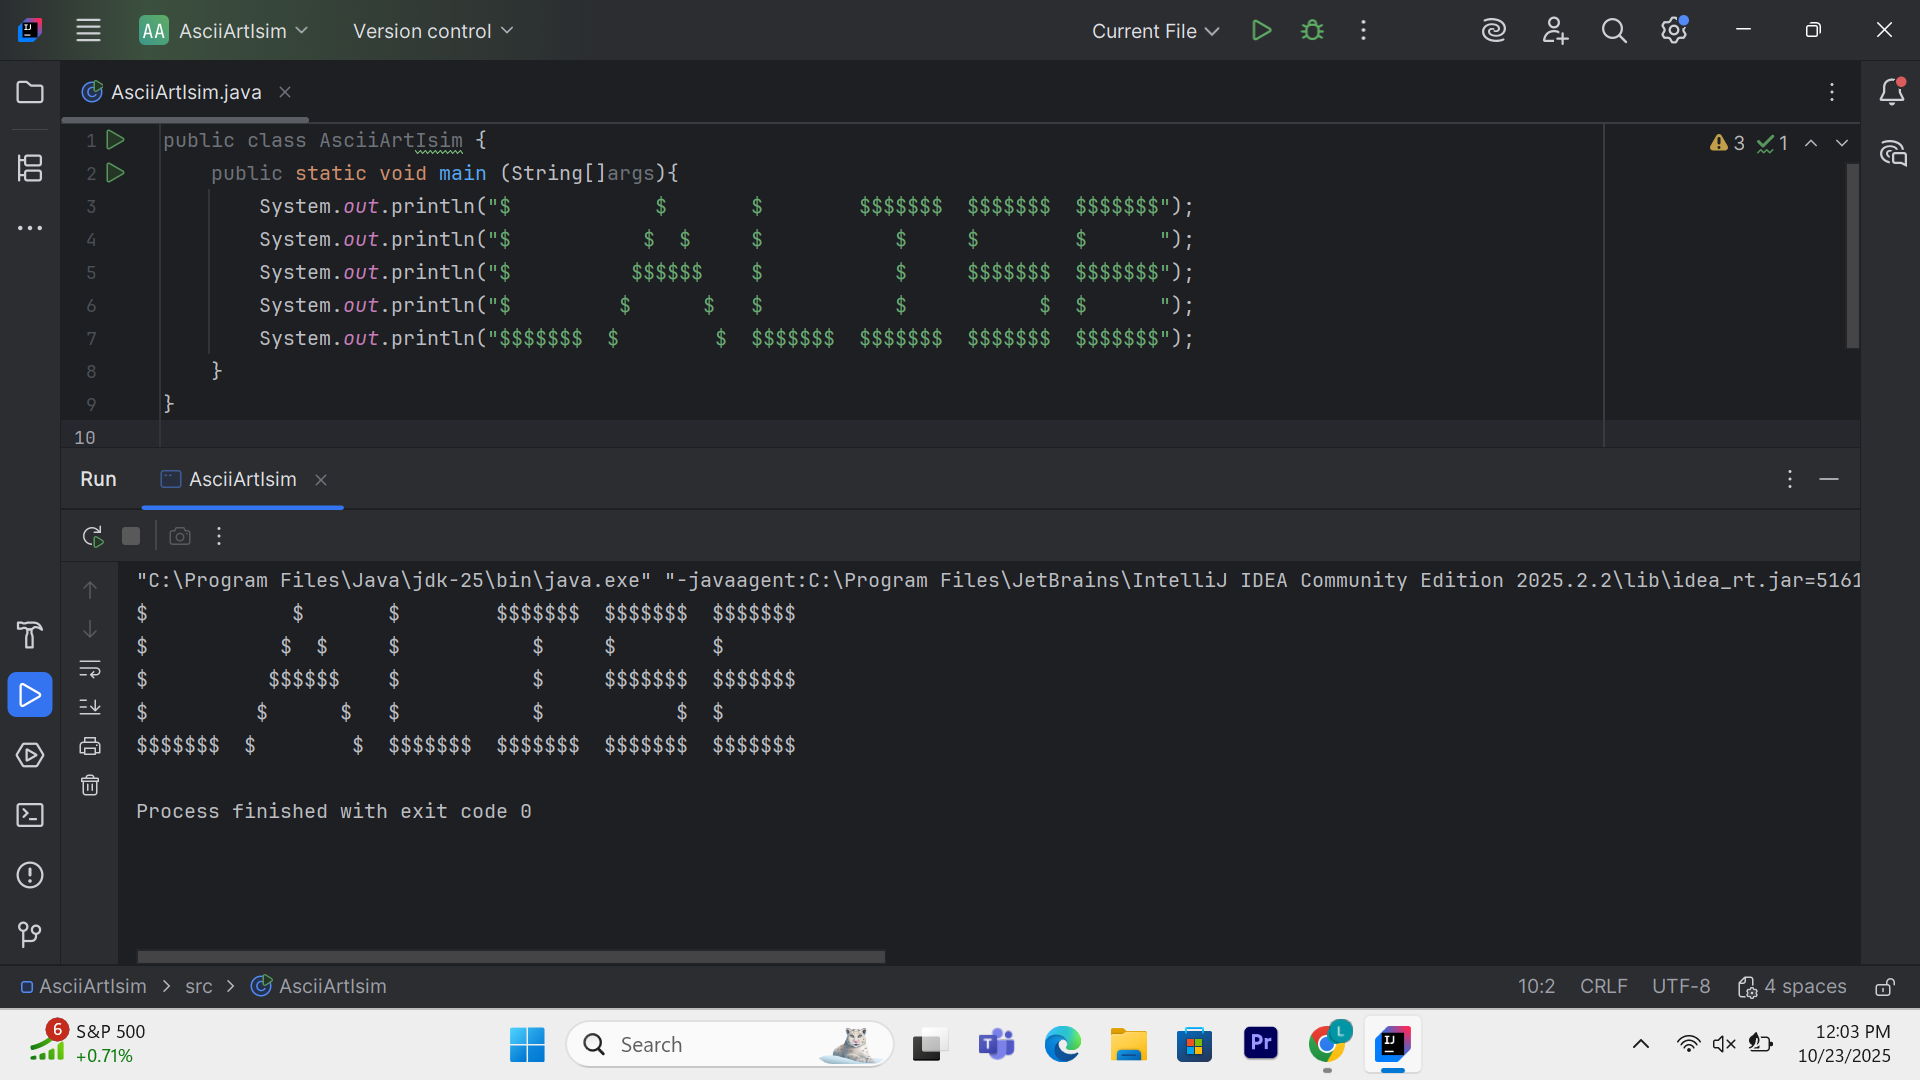 AA AsciiArtIsim Version control Current File
AsciiArtIsim.java
1 public class AsciiArtIsim { 3 1
2     public static void main (String[]args){
3         System.out.println("$            $       $        $$$$$$$  $$$$$$$  $$$$$$$");
4         System.out.println("$           $  $     $           $     $        $      ");
5         System.out.println("$          $$$$$$    $           $     $$$$$$$  $$$$$$$");
6         System.out.println("$         $      $   $           $           $  $      ");
7         System.out.println("$$$$$$$  $        $  $$$$$$$  $$$$$$$  $$$$$$$  $$$$$$$");
8     }
9 }
10
Run AsciiArtIsim
"C:\Program Files\Java\jdk-25\bin\java.exe" "-javaagent:C:\Program Files\JetBrains\IntelliJ IDEA Community Edition 2025.2.2\lib\idea_rt.jar=5161
$            $       $        $$$$$$$  $$$$$$$  $$$$$$$
$           $  $     $           $     $        $
$          $$$$$$    $           $     $$$$$$$  $$$$$$$
$         $      $   $           $           $  $
$$$$$$$  $        $  $$$$$$$  $$$$$$$  $$$$$$$  $$$$$$$
Process finished with exit code 0
AsciiArtIsim > src > AsciiArtIsim 10:2 CRLF UTF-8 4 spaces
6 S&P 500
+0.71%
Search
Pr
L
IJ
12:03 PM
10/23/2025